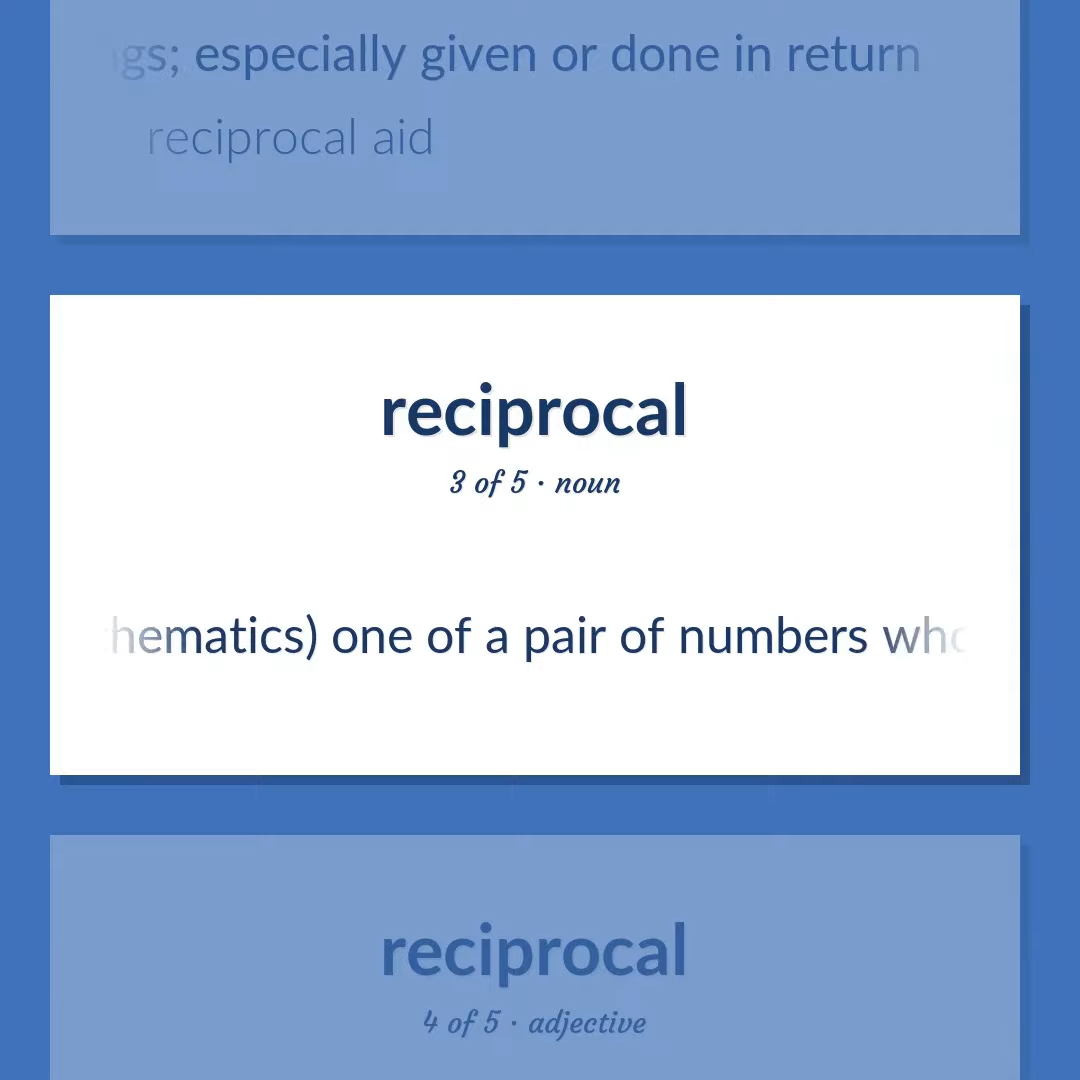 gs; especially given or done in return
reciprocal aid
reciprocal
3 of 5 · noun
hematics) one of a pair of numbers who
reciprocal
4 of 5 · adjective